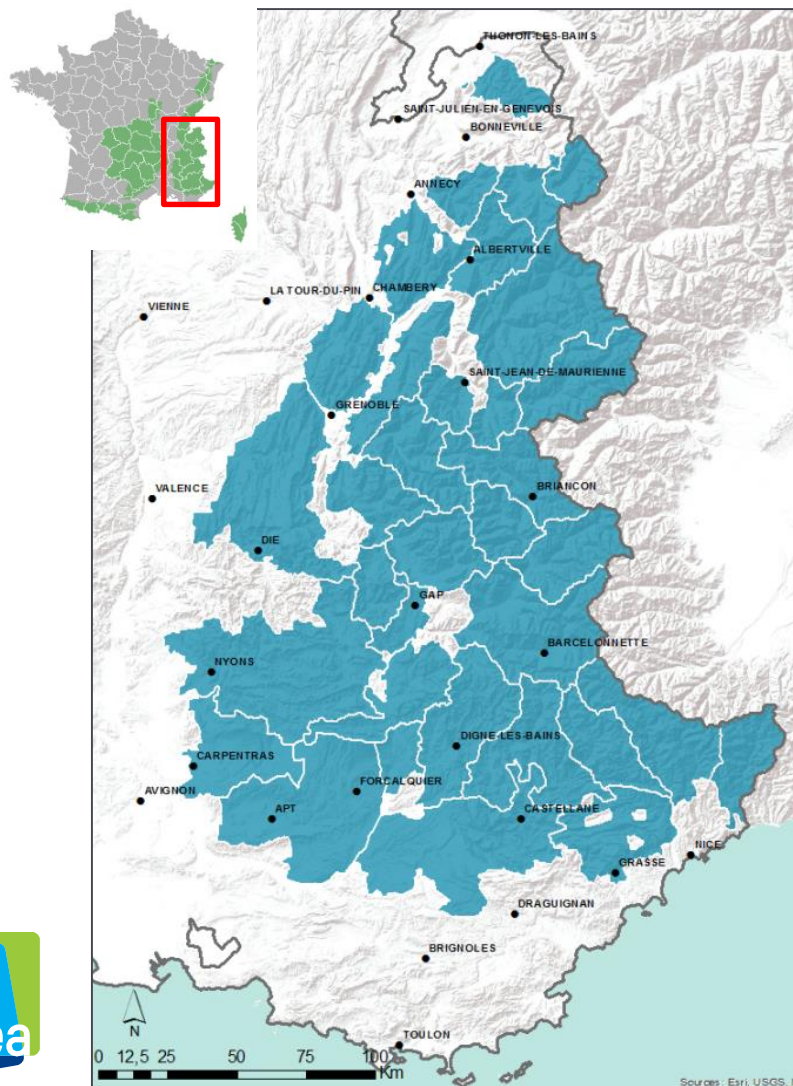 THONON-LES-BAINS
SAINT-JULIEN-EN-GENEVOIS
BONNEVILLE
ANNECY
ALBERTVILLE
LA TOUR-DU-PIN
CHAMBERY
VIENNE
SAINT-JEAN-DE-MAURIENNE
GRENOBLE
VALENCE
BRIANCON
DIE
GAP
BARCELONNETTE
NYONS
DIGNE-LES-BAINS
CARPENTRAS
FORCALQUIER
AVIGNON
APT
CASTELLANE
NICE
GRASSE
DRAGUIGNAN
BRIGNOLES
N
TOULON
0 12,5 25 50 75 100
Km
Sources: Esri, USGS,